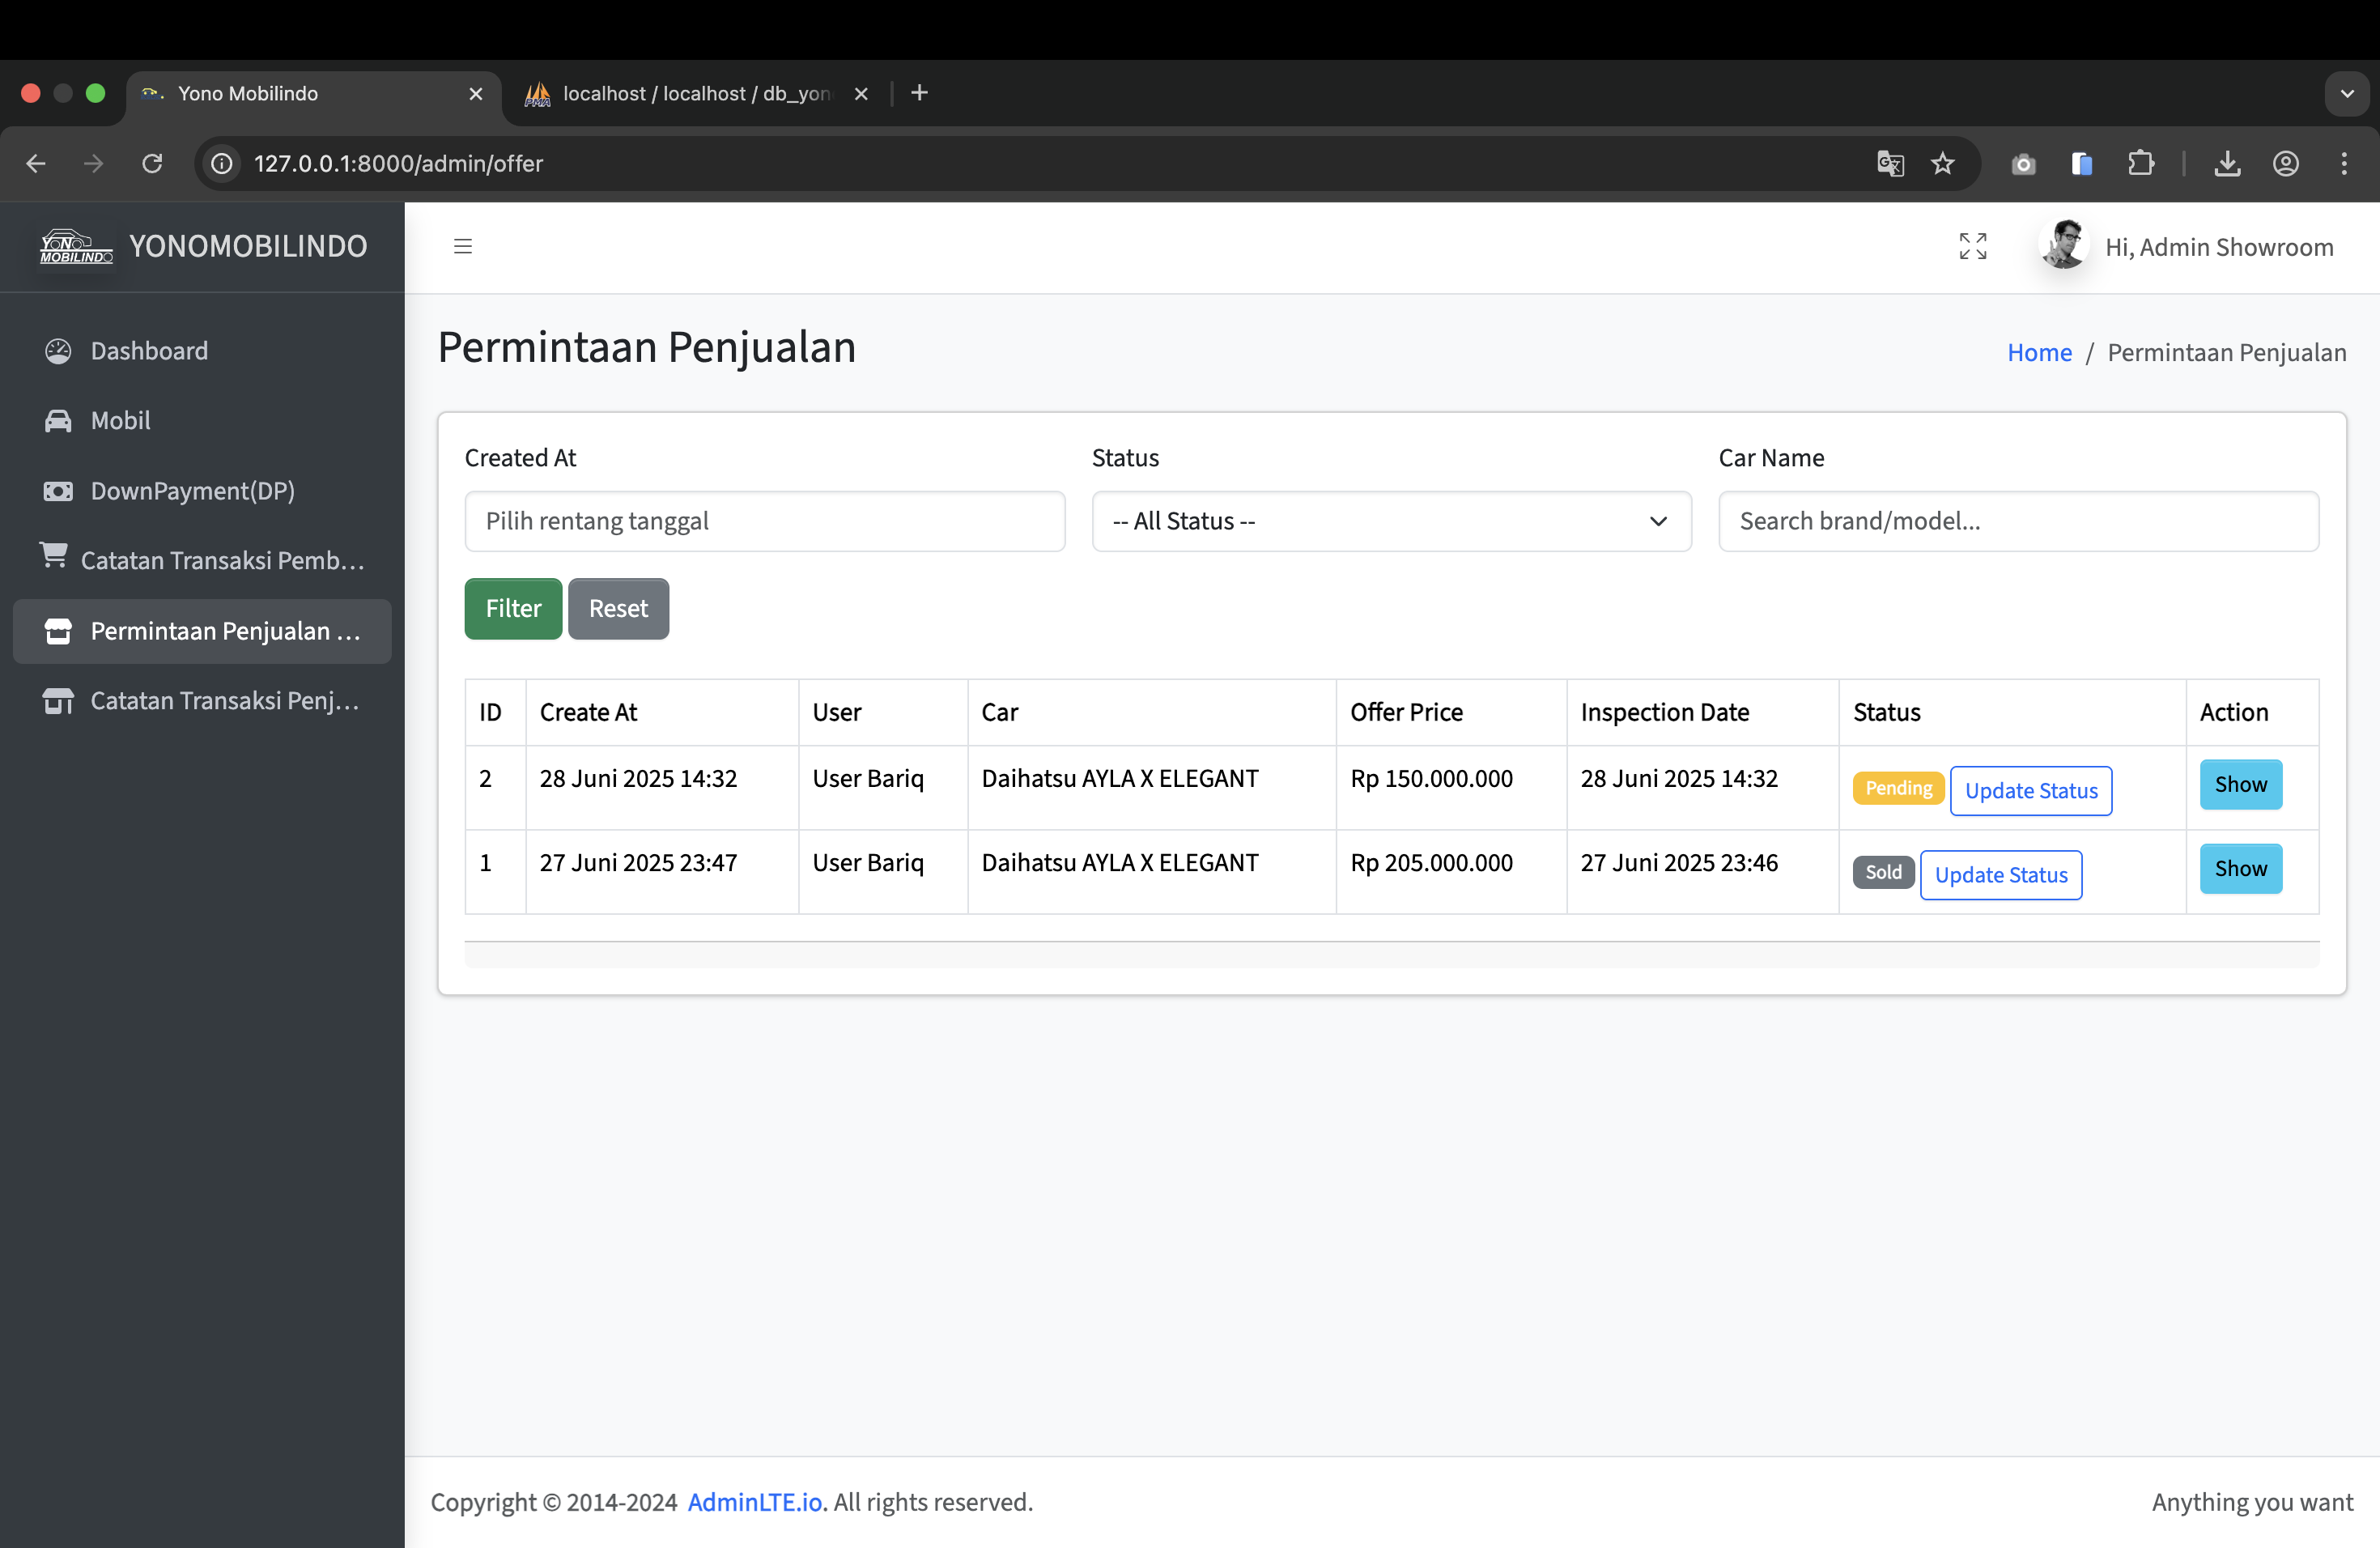 Yono Mobilindo
localhost / localhost / db_yon
127.0.0.1:8000/admin/offer
YONO MOBILINDO
YONOMOBILINDO
Hi, Admin Showroom
Dashboard
Mobil
DownPayment(DP)
Catatan Transaksi Pemb...
Permintaan Penjualan ...
Catatan Transaksi Penj...
Permintaan Penjualan
Home / Permintaan Penjualan
Created At Status Car Name
Pilih rentang tanggal -- All Status -- Search brand/model...
Filter Reset
ID Create At User Car Offer Price Inspection Date Status Action
2 28 Juni 2025 14:32 User Bariq Daihatsu AYLA X ELEGANT Rp 150.000.000 28 Juni 2025 14:32 Pending Update Status Show
1 27 Juni 2025 23:47 User Bariq Daihatsu AYLA X ELEGANT Rp 205.000.000 27 Juni 2025 23:46 Sold Update Status Show
Copyright © 2014-2024 AdminLTE.io. All rights reserved.
Anything you want